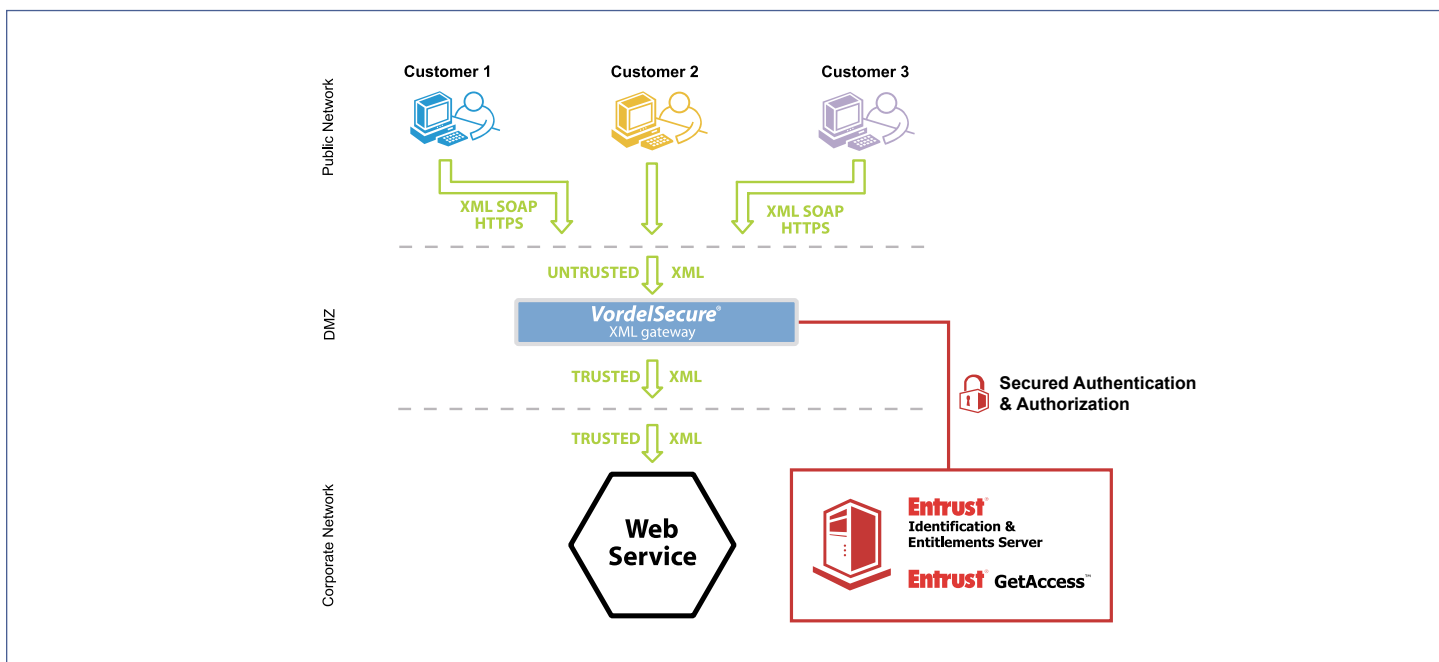 Public Network
Customer 1
Customer 2
Customer 3
XML SOAP
HTTPS
XML SOAP
HTTPS
UNTRUSTED XML
DMZ
VordelSecure®
XML gateway
TRUSTED XML
Secured Authentication
& Authorization
TRUSTED XML
Corporate Network
Web
Service
Entrust®
Identification &
Entitlements Server
Entrust® GetAccess™